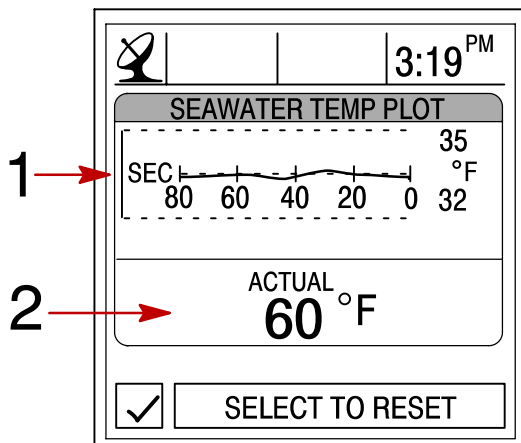 3:19 PM
SEAWATER TEMP PLOT
35
1
SEC
°F
80 60 40 20 0
32
ACTUAL
2
60 °F
SELECT TO RESET